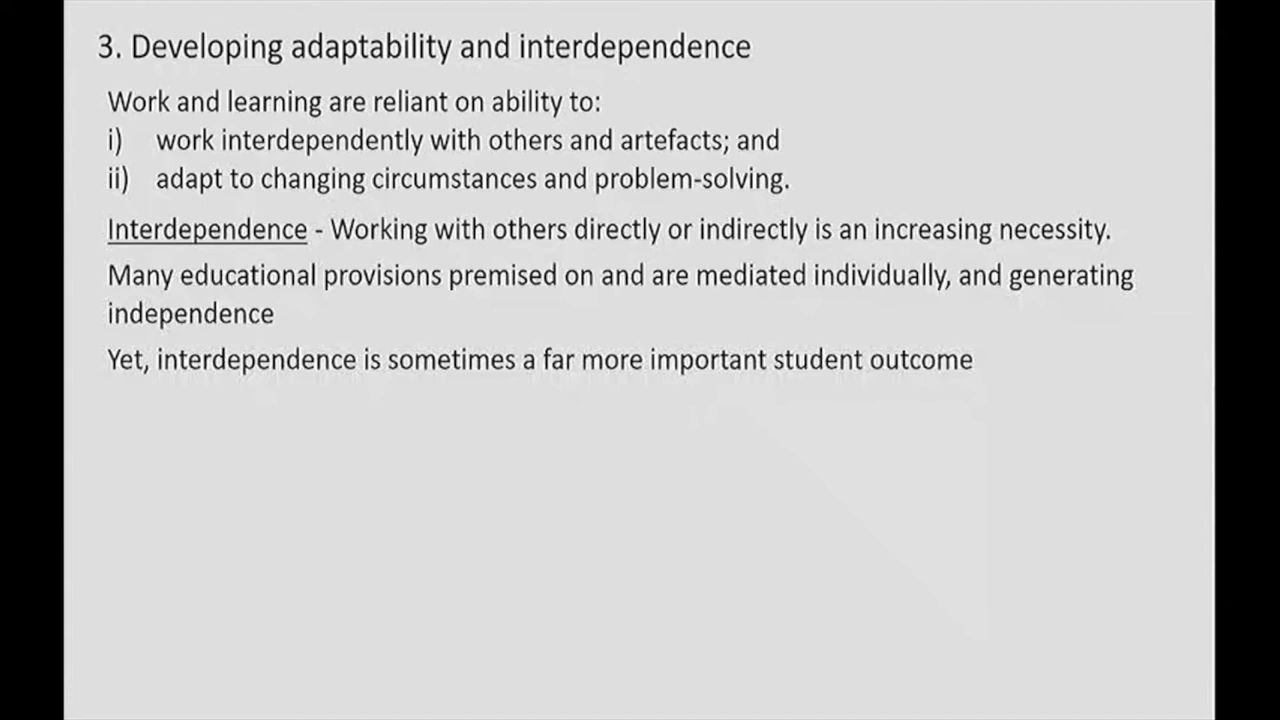 3. Developing adaptability and interdependence
Work and learning are reliant on ability to:
i) work interdependently with others and artefacts; and
ii) adapt to changing circumstances and problem-solving.
Interdependence - Working with others directly or indirectly is an increasing necessity.
Many educational provisions premised on and are mediated individually, and generating
independence
Yet, interdependence is sometimes a far more important student outcome